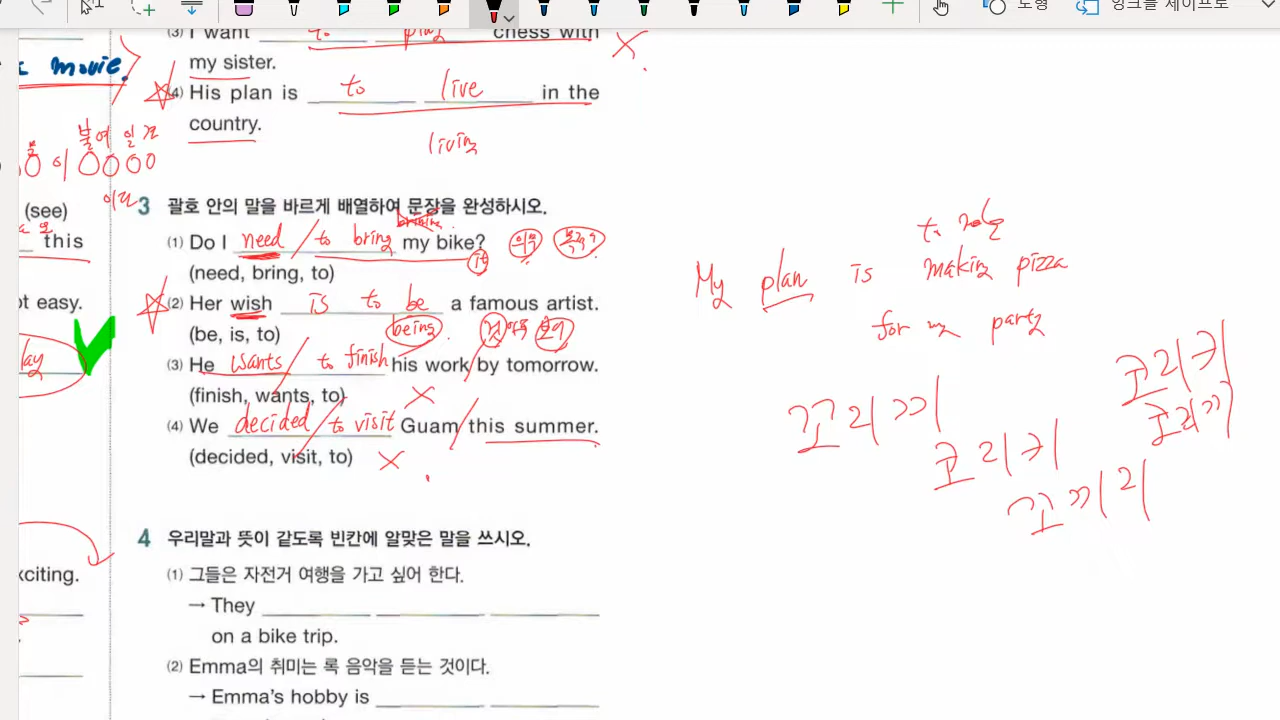 도형
잉크를 셰이프로
(3) I want to play chess with
my sister.
(4) His plan is to live in the
country.
living
movie.
붙여 일
이
(see)
this
ot easy.
lay
xciting.
3 괄호 안의 말을 바르게 배열하여 문장을 완성하시오.
(1) Do I need / to bring my bike?
it
(need, bring, to)
(2) Her wish is to be a famous artist.
being
(be, is, to)
(3) He wants / to finish his work / by tomorrow.
(finish, wants, to)
(4) We decided / to visit Guam / this summer.
(decided, visit, to)
4 우리말과 뜻이 같도록 빈칸에 알맞은 말을 쓰시오.
(1) 그들은 자전거 여행을 가고 싶어 한다.
→ They
on a bike trip.
(2) Emma의 취미는 록 음악을 듣는 것이다.
→ Emma's hobby is
My plan is making pizza
for my party
꼬리끼
코리키
꼬끼리
코리키
코리끼